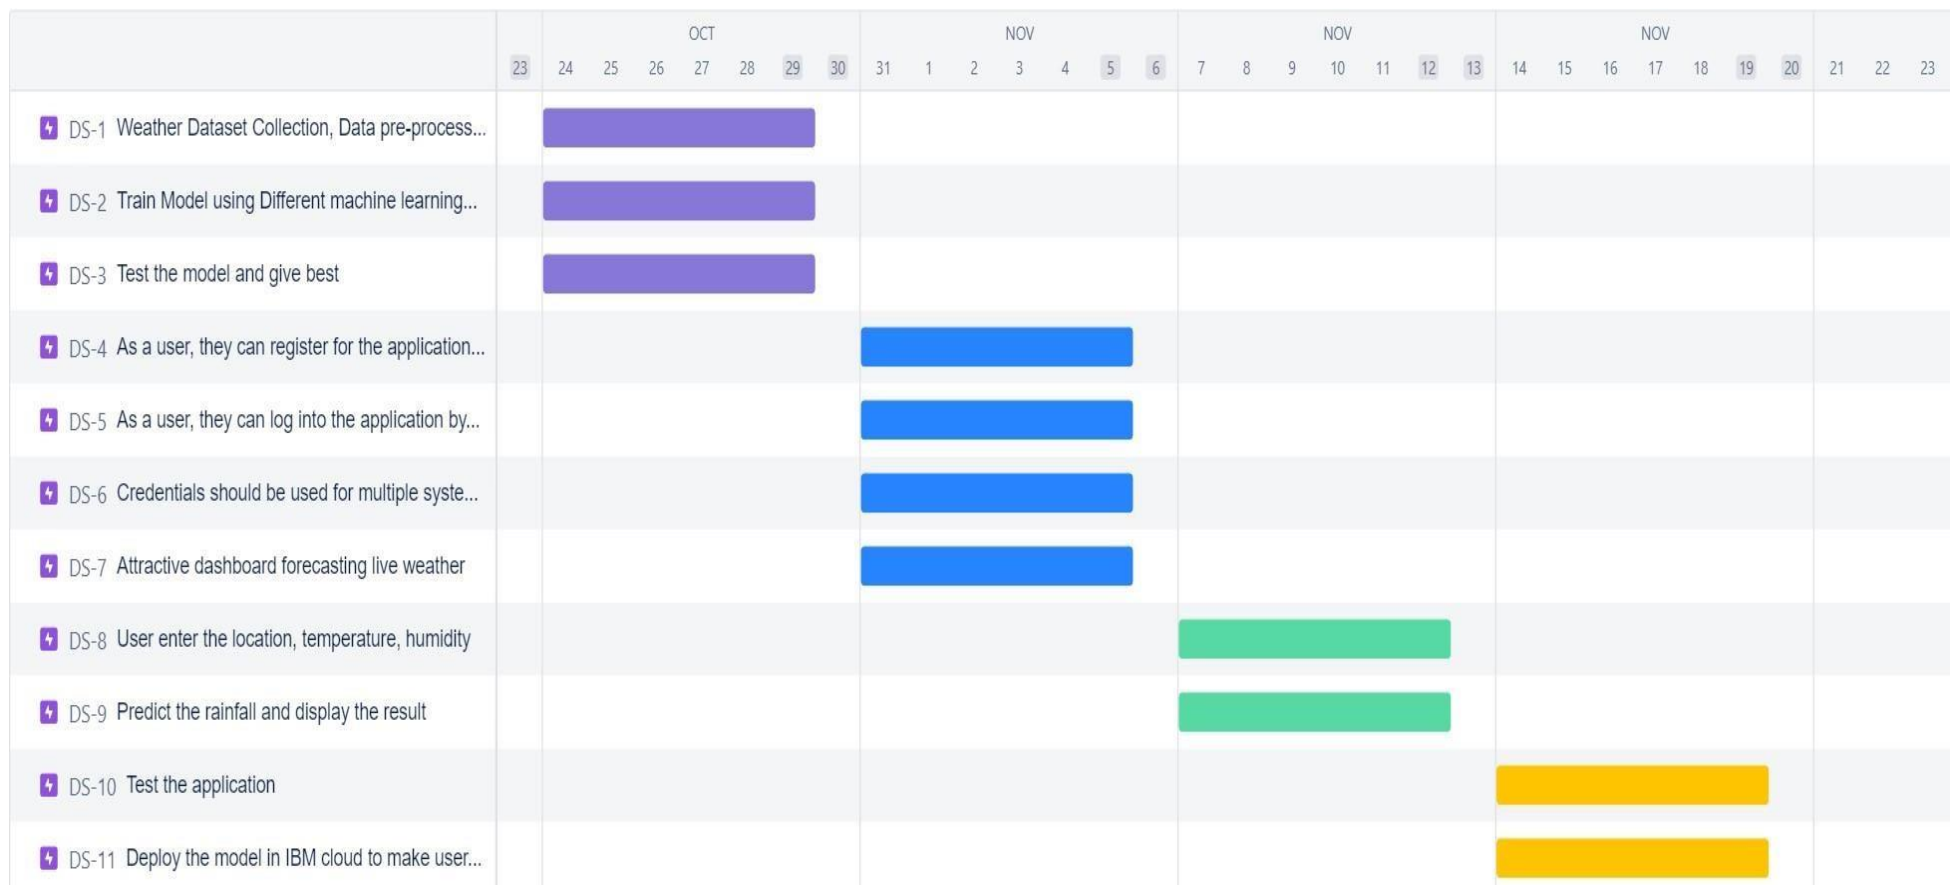 OCT NOV NOV NOV
23 24 25 26 27 28 29 30 31 1 2 3 4 5 6 7 8 9 10 11 12 13 14 15 16 17 18 19 20 21 22 23
DS-1 Weather Dataset Collection, Data pre-process...
DS-2 Train Model using Different machine learning...
DS-3 Test the model and give best
DS-4 As a user, they can register for the application...
DS-5 As a user, they can log into the application by...
DS-6 Credentials should be used for multiple syste...
DS-7 Attractive dashboard forecasting live weather
DS-8 User enter the location, temperature, humidity
DS-9 Predict the rainfall and display the result
DS-10 Test the application
DS-11 Deploy the model in IBM cloud to make user...